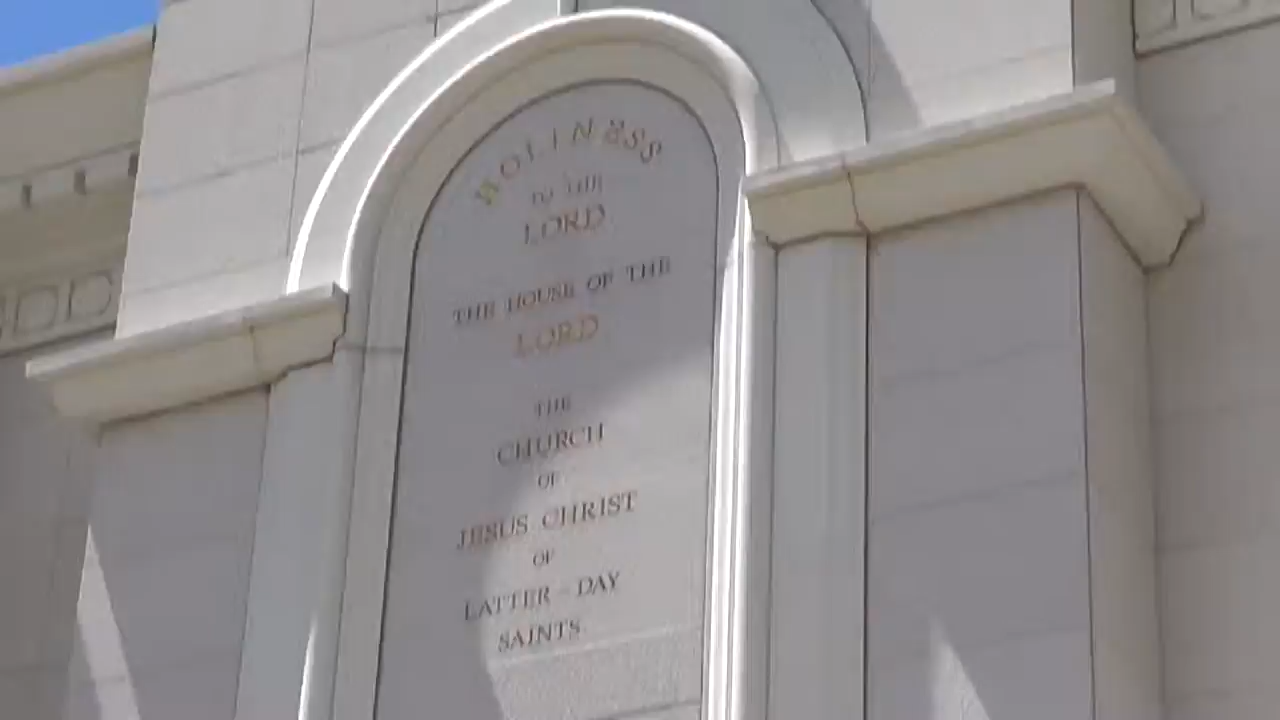 HOLINESS
TO THE
LORD
THE HOUSE OF THE
LORD
THE
CHURCH
OF
JESUS CHRIST
OF
LATTER-DAY
SAINTS